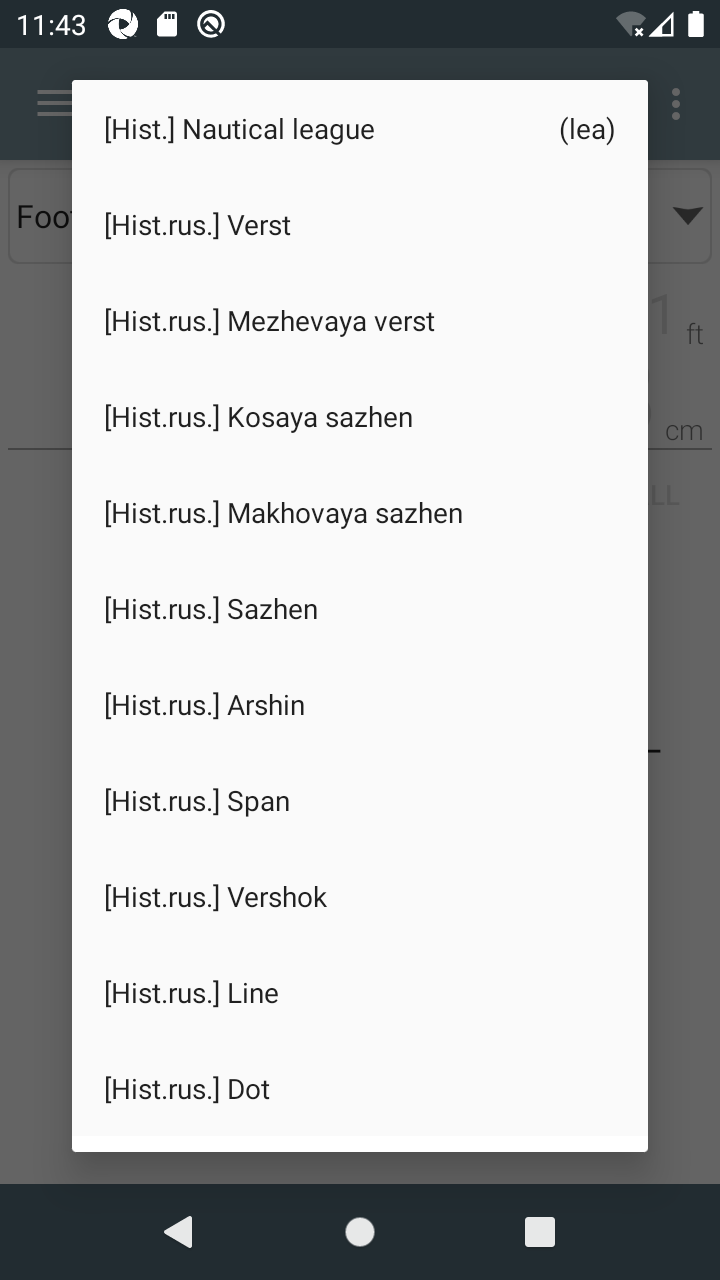 11:43
[Hist.] Nautical league (lea)
[Hist.rus.] Verst
Foo
[Hist.rus.] Mezhevaya verst
1 ft
[Hist.rus.] Kosaya sazhen
cm
LL
[Hist.rus.] Makhovaya sazhen
[Hist.rus.] Sazhen
[Hist.rus.] Arshin
[Hist.rus.] Span
[Hist.rus.] Vershok
[Hist.rus.] Line
[Hist.rus.] Dot